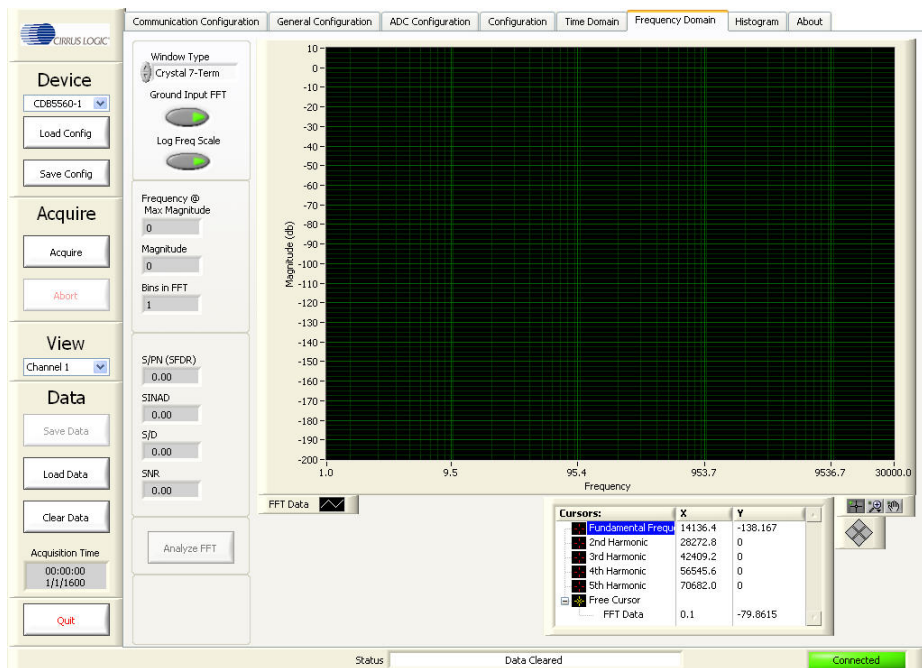 CIRRUS LOGIC
Communication Configuration
General Configuration
ADC Configuration
Configuration
Time Domain
Frequency Domain
Histogram
About
Device
CDB5560-1
Load Config
Save Config
Acquire
Acquire
Abort
View
Channel 1
Data
Save Data
Load Data
Clear Data
Acquisition Time
00:00:00
1/1/1600
Quit
Window Type
Crystal 7-Term
Ground Input FFT
Log Freq Scale
Frequency @
Max Magnitude
0
Magnitude
0
Bins in FFT
1
S/PN (SFDR)
0.00
SINAD
0.00
S/D
0.00
SNR
0.00
Analyze FFT
Magnitude (db)
10
0
-10
-20
-30
-40
-50
-60
-70
-80
-90
-100
-110
-120
-130
-140
-150
-160
-170
-180
-190
-200
1.0 9.5 95.4 953.7 9536.7 30000.0
Frequency
FFT Data
Cursors: X Y
Fundamental Frequ 14136.4 -138.167
2nd Harmonic 28272.8 0
3rd Harmonic 42409.2 0
4th Harmonic 56545.6 0
5th Harmonic 70682.0 0
Free Cursor
FFT Data 0.1 -79.8615
Status Data Cleared Connected